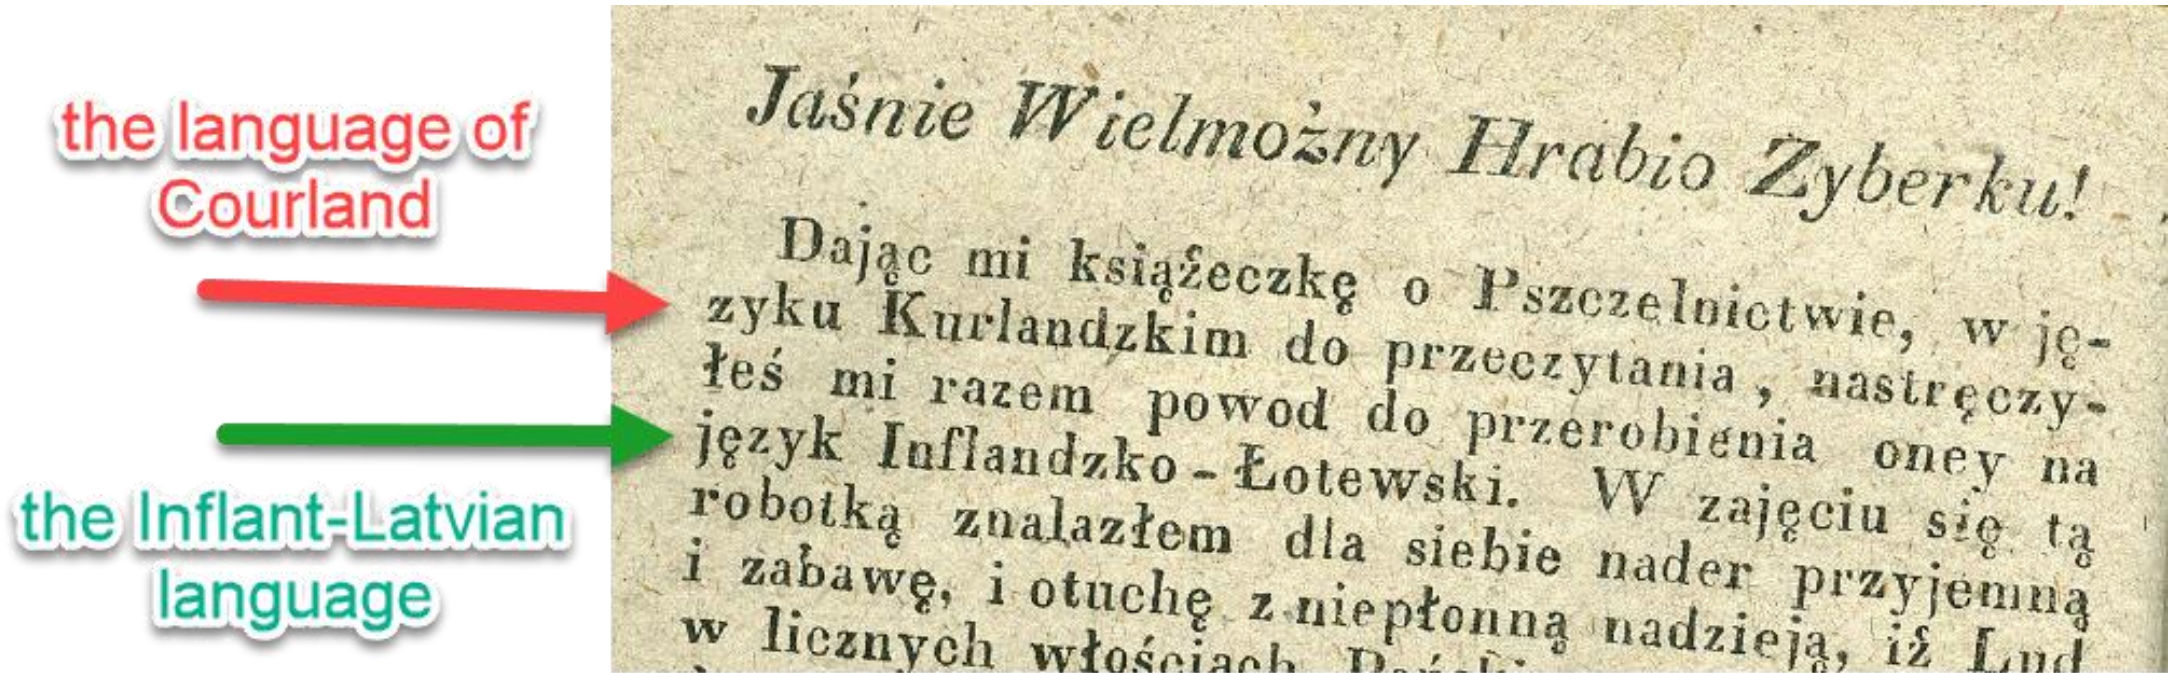 the language of
Courland
the Inflant-Latvian
language
Jaśnie Wielmożny Hrabio Zyberku!
Dając mi książeczkę o Pszczelnictwie, w ję-
zyku Kurlandzkim do przeczytania, nastręczy-
łeś mi razem powod do przerobienia oney na
język Inflandzko-Łotewski. W zajęciu się tą
robotką znalazłem dla siebie nader przyjemną
i zabawę, i otuchę z niepłonną nadzieją, iż Lud
w licznych włościach